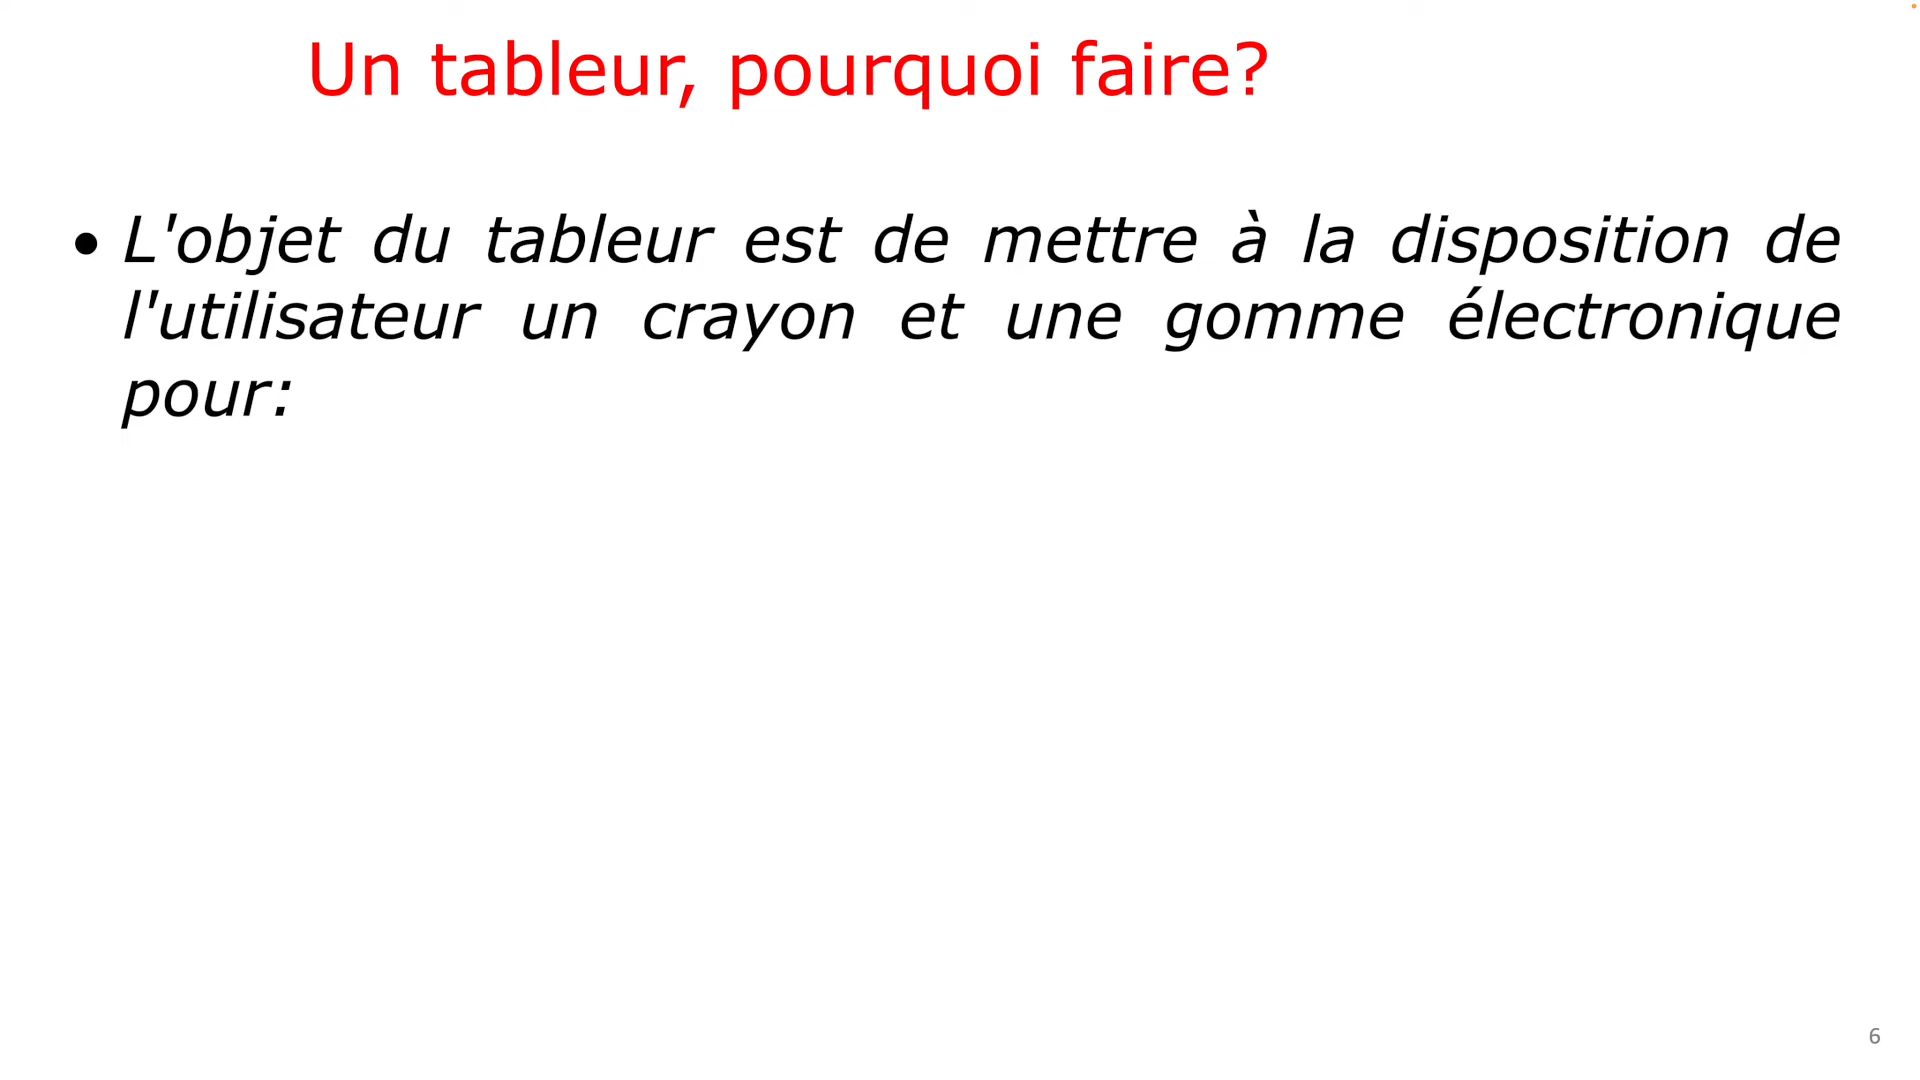 Un tableur, pourquoi faire?
• L'objet du tableur est de mettre à la disposition de
l'utilisateur un crayon et une gomme électronique
pour:
6